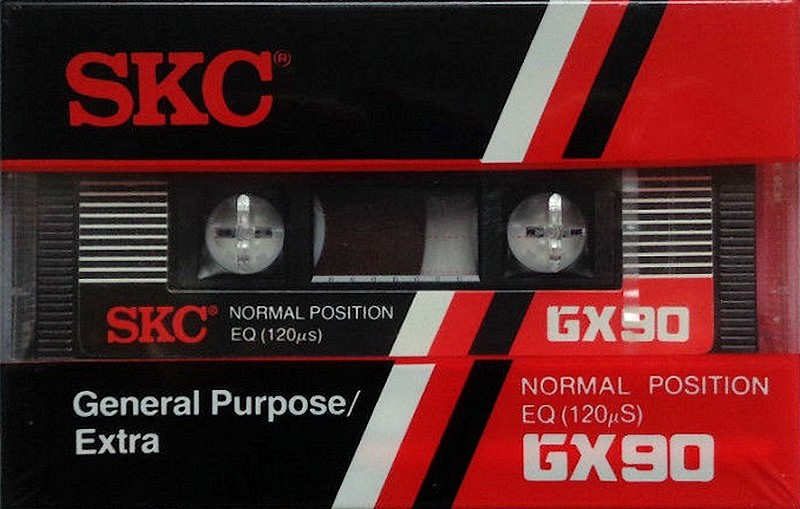 SKC®
SKC® NORMAL POSITION
EQ (120μs)
GX90
General Purpose/
Extra
NORMAL POSITION
EQ (120μS)
GX90